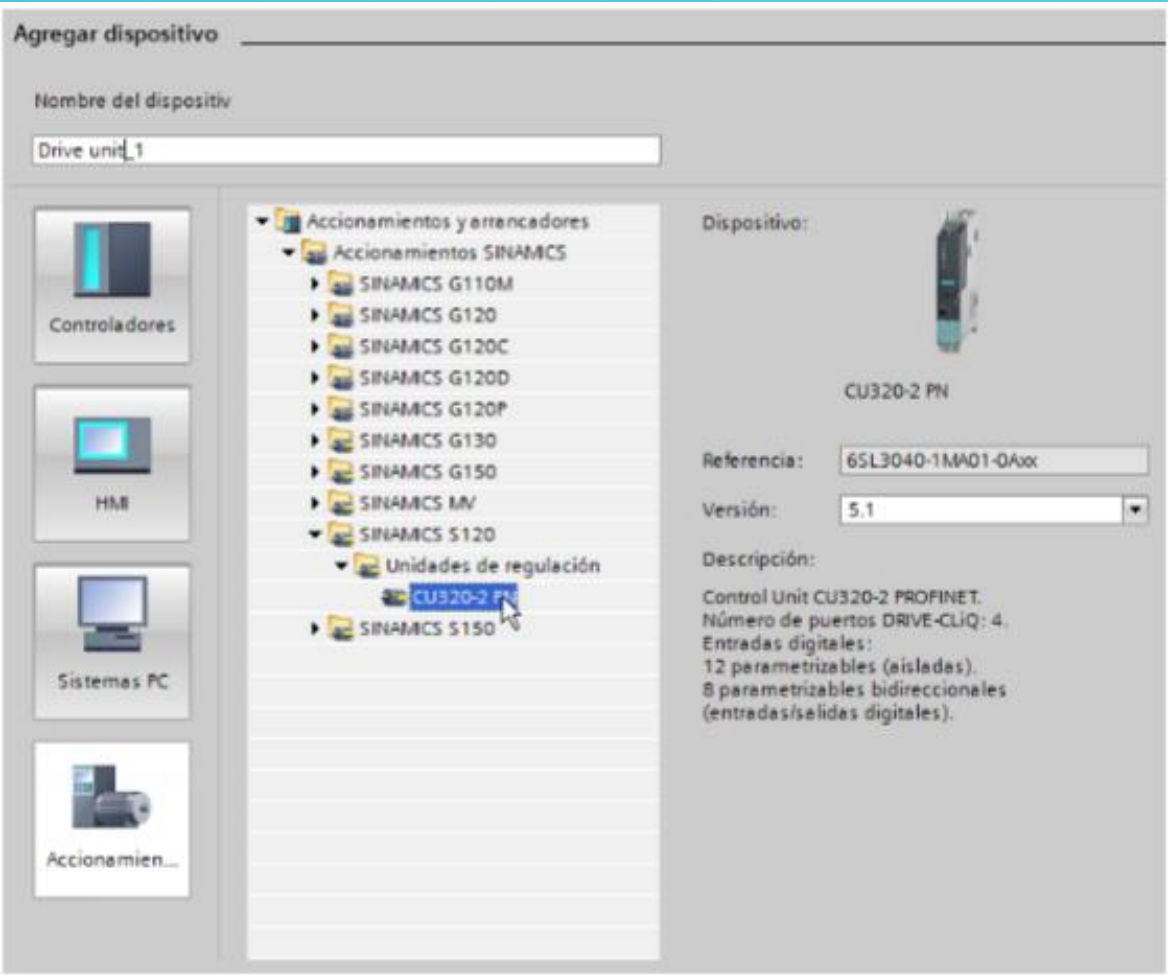 Agregar dispositivo
Nombre del dispositiv
Drive unit_1
Controladores
HMI
Sistemas PC
Accionamien...
Accionamientos y arrancadores
Accionamientos SINAMICS
SINAMICS G110M
SINAMICS G120
SINAMICS G120C
SINAMICS G120D
SINAMICS G120P
SINAMICS G130
SINAMICS G150
SINAMICS MV
SINAMICS S120
Unidades de regulación
CU320-2 PN
SINAMICS S150
Dispositivo:
CU320-2 PN
Referencia: 6SL3040-1MA01-0Axx
Versión: 5.1
Descripción:
Control Unit CU320-2 PROFINET.
Número de puertos DRIVE-CLiQ: 4.
Entradas digitales:
12 parametrizables (aisladas).
8 parametrizables bidireccionales
(entradas/salidas digitales).